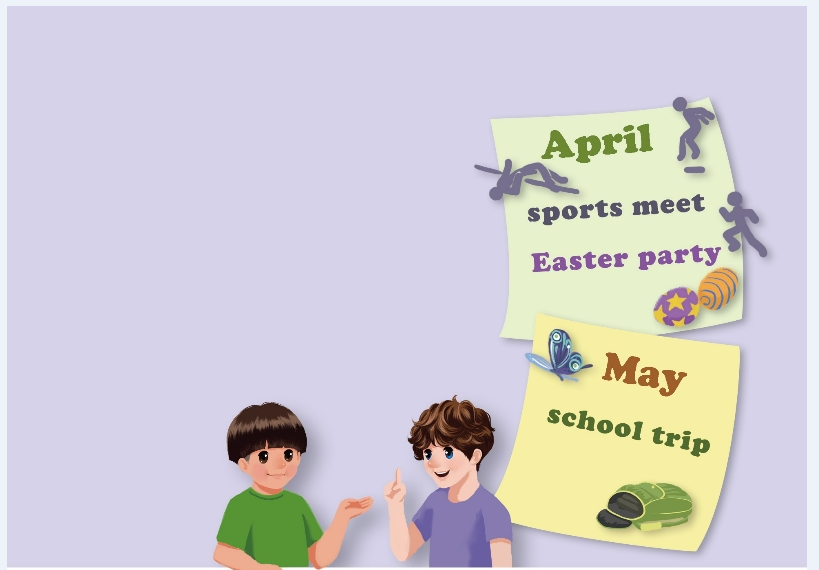 April
sports meet
Easter party
May
school trip